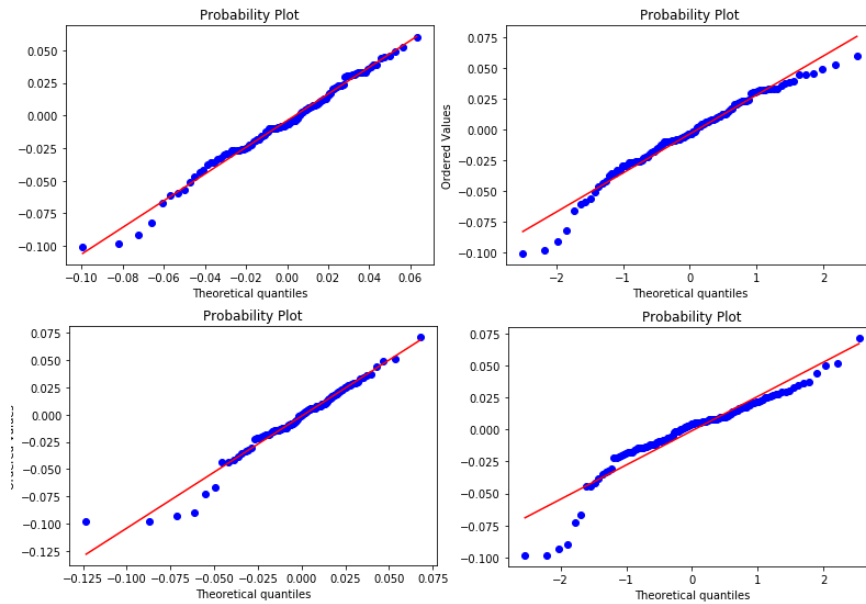 Probability Plot
0.050
0.025
0.000
−0.025
−0.050
−0.075
−0.100
−0.10 −0.08 −0.06 −0.04 −0.02 0.00 0.02 0.04 0.06
Theoretical quantiles
Probability Plot
Ordered Values
0.075
0.050
0.025
0.000
−0.025
−0.050
−0.075
−0.100
−2 −1 0 1 2
Theoretical quantiles
Probability Plot
Ordered Values
0.075
0.050
0.025
0.000
−0.025
−0.050
−0.075
−0.100
−0.125
−0.125 −0.100 −0.075 −0.050 −0.025 0.000 0.025 0.050 0.075
Theoretical quantiles
Probability Plot
0.075
0.050
0.025
0.000
−0.025
−0.050
−0.075
−0.100
−2 −1 0 1 2
Theoretical quantiles